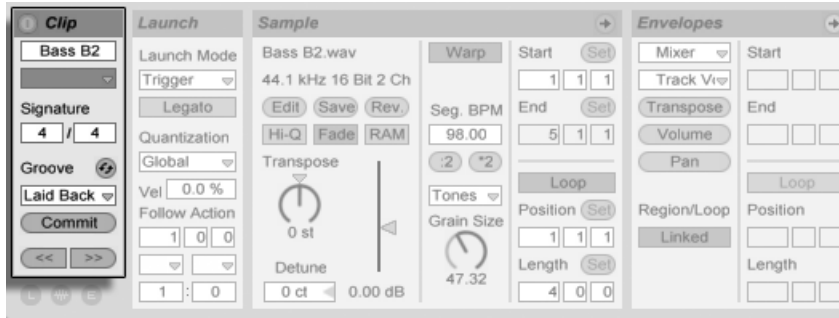 Clip
Bass B2
Signature
4 / 4
Groove
Laid Back
Commit
<< >>
L E
Launch
Launch Mode
Trigger
Legato
Quantization
Global
Vel 0.0 %
Follow Action
1 0 0
1 : 0
Sample
Bass B2.wav
44.1 kHz 16 Bit 2 Ch
Edit Save Rev.
Hi-Q Fade RAM
Transpose
0 st
Detune
0 ct 0.00 dB
Warp
Seg. BPM
98.00
:2 *2
Tones
Grain Size
47.32
Start Set
1 1 1
End Set
5 1 1
Loop
Position Set
1 1 1
Length Set
4 0 0
Envelopes
Mixer
Track
Transpose
Volume
Pan
Region/Loop
Linked
Start
End
Loop
Position
Length